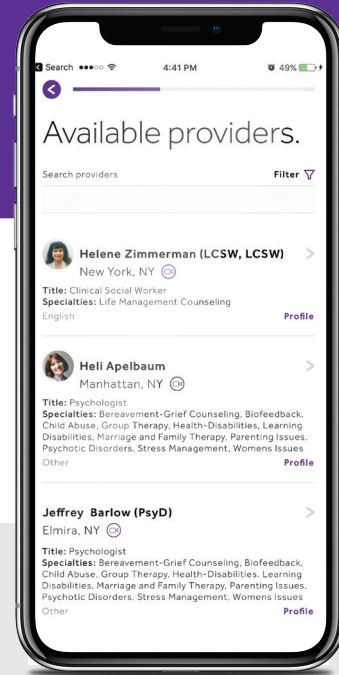 Search 4:41 PM 49%
Available providers.
Search providers Filter
Helene Zimmerman (LCSW, LCSW)
New York, NY
Title: Clinical Social Worker
Specialties: Life Management Counseling
English Profile
Heli Apelbaum
Manhattan, NY
Title: Psychologist
Specialties: Bereavement-Grief Counseling, Biofeedback,
Child Abuse, Group Therapy, Health-Disabilities, Learning
Disabilities, Marriage and Family Therapy, Parenting Issues,
Psychotic Disorders, Stress Management, Womens Issues
Other Profile
Jeffrey Barlow (PsyD)
Elmira, NY
Title: Psychologist
Specialties: Bereavement-Grief Counseling, Biofeedback,
Child Abuse, Group Therapy, Health-Disabilities, Learning
Disabilities, Marriage and Family Therapy, Parenting Issues,
Psychotic Disorders, Stress Management, Womens Issues
Other Profile